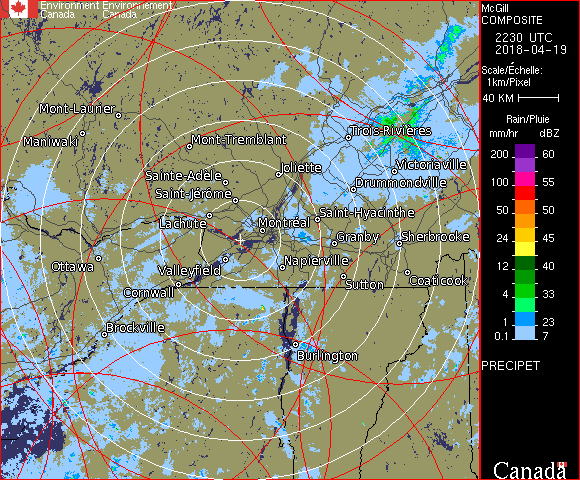 Environment Environnement
Canada Canada
McGill
COMPOSITE
2230 UTC
2018-04-19
Scale/Échelle:
1km/Pixel
40 KM
Rain/Pluie
mm/hr dBZ
200 60
100 55
50 50
24 45
12 40
4 33
1 23
0.1 7
PRECIPET
Canada
Mont-Laurier
Maniwaki
Mont-Tremblant
Trois-Rivières
Sainte-Adèle
Joliette
Victoriaville
Saint-Jérôme
Drummondville
Lachute
Montréal
Saint-Hyacinthe
Granby
Sherbrooke
Ottawa
Valleyfield
Napierville
Cornwall
Sutton
Coaticook
Brockville
Burlington